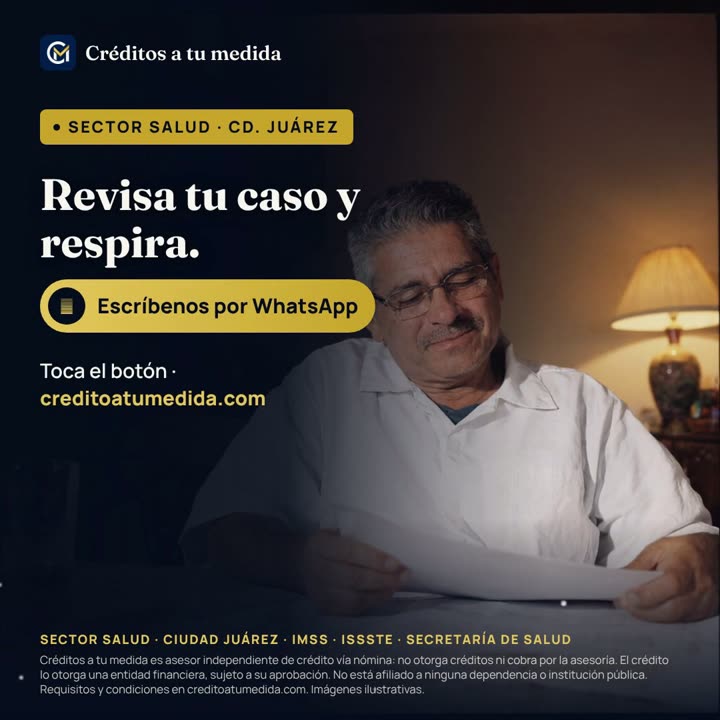 Créditos a tu medida
• SECTOR SALUD · CD. JUÁREZ
Revisa tu caso y
respira.
Escríbenos por WhatsApp
Toca el botón ·
creditoatumedida.com
SECTOR SALUD · CIUDAD JUÁREZ · IMSS · ISSSTE · SECRETARÍA DE SALUD
Créditos a tu medida es asesor independiente de crédito vía nómina: no otorga créditos ni cobra por la asesoría. El crédito
lo otorga una entidad financiera, sujeto a su aprobación. No está afiliado a ninguna dependencia o institución pública.
Requisitos y condiciones en creditoatumedida.com. Imágenes ilustrativas.